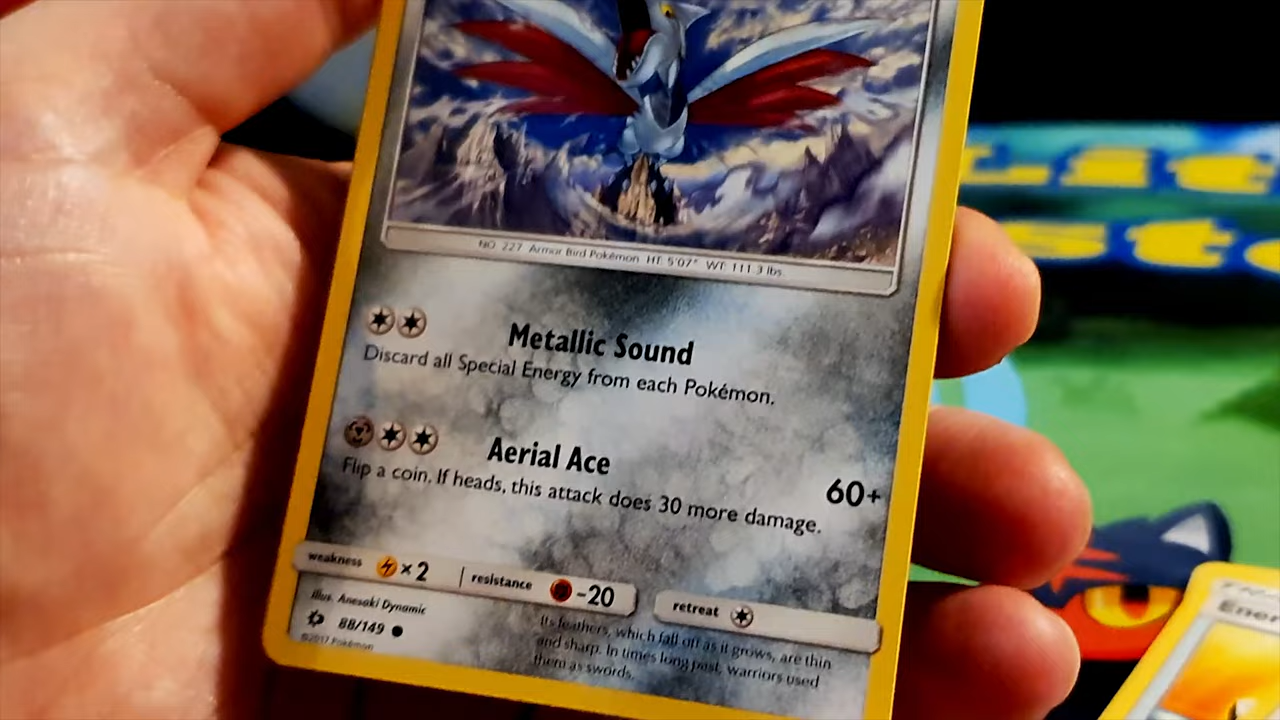 NO. 227 Armor Bird Pokémon HT: 5'07" WT: 111.3 lbs.
Metallic Sound
Discard all Special Energy from each Pokémon.
Aerial Ace
60+
Flip a coin. If heads, this attack does 30 more damage.
weakness ×2 resistance -20 retreat
Illus. Anesaki Dynamic
88/149
©2017 Pokémon
Its feathers, which fall off as it grows, are thin
and sharp. In times long past, warriors used
them as swords.